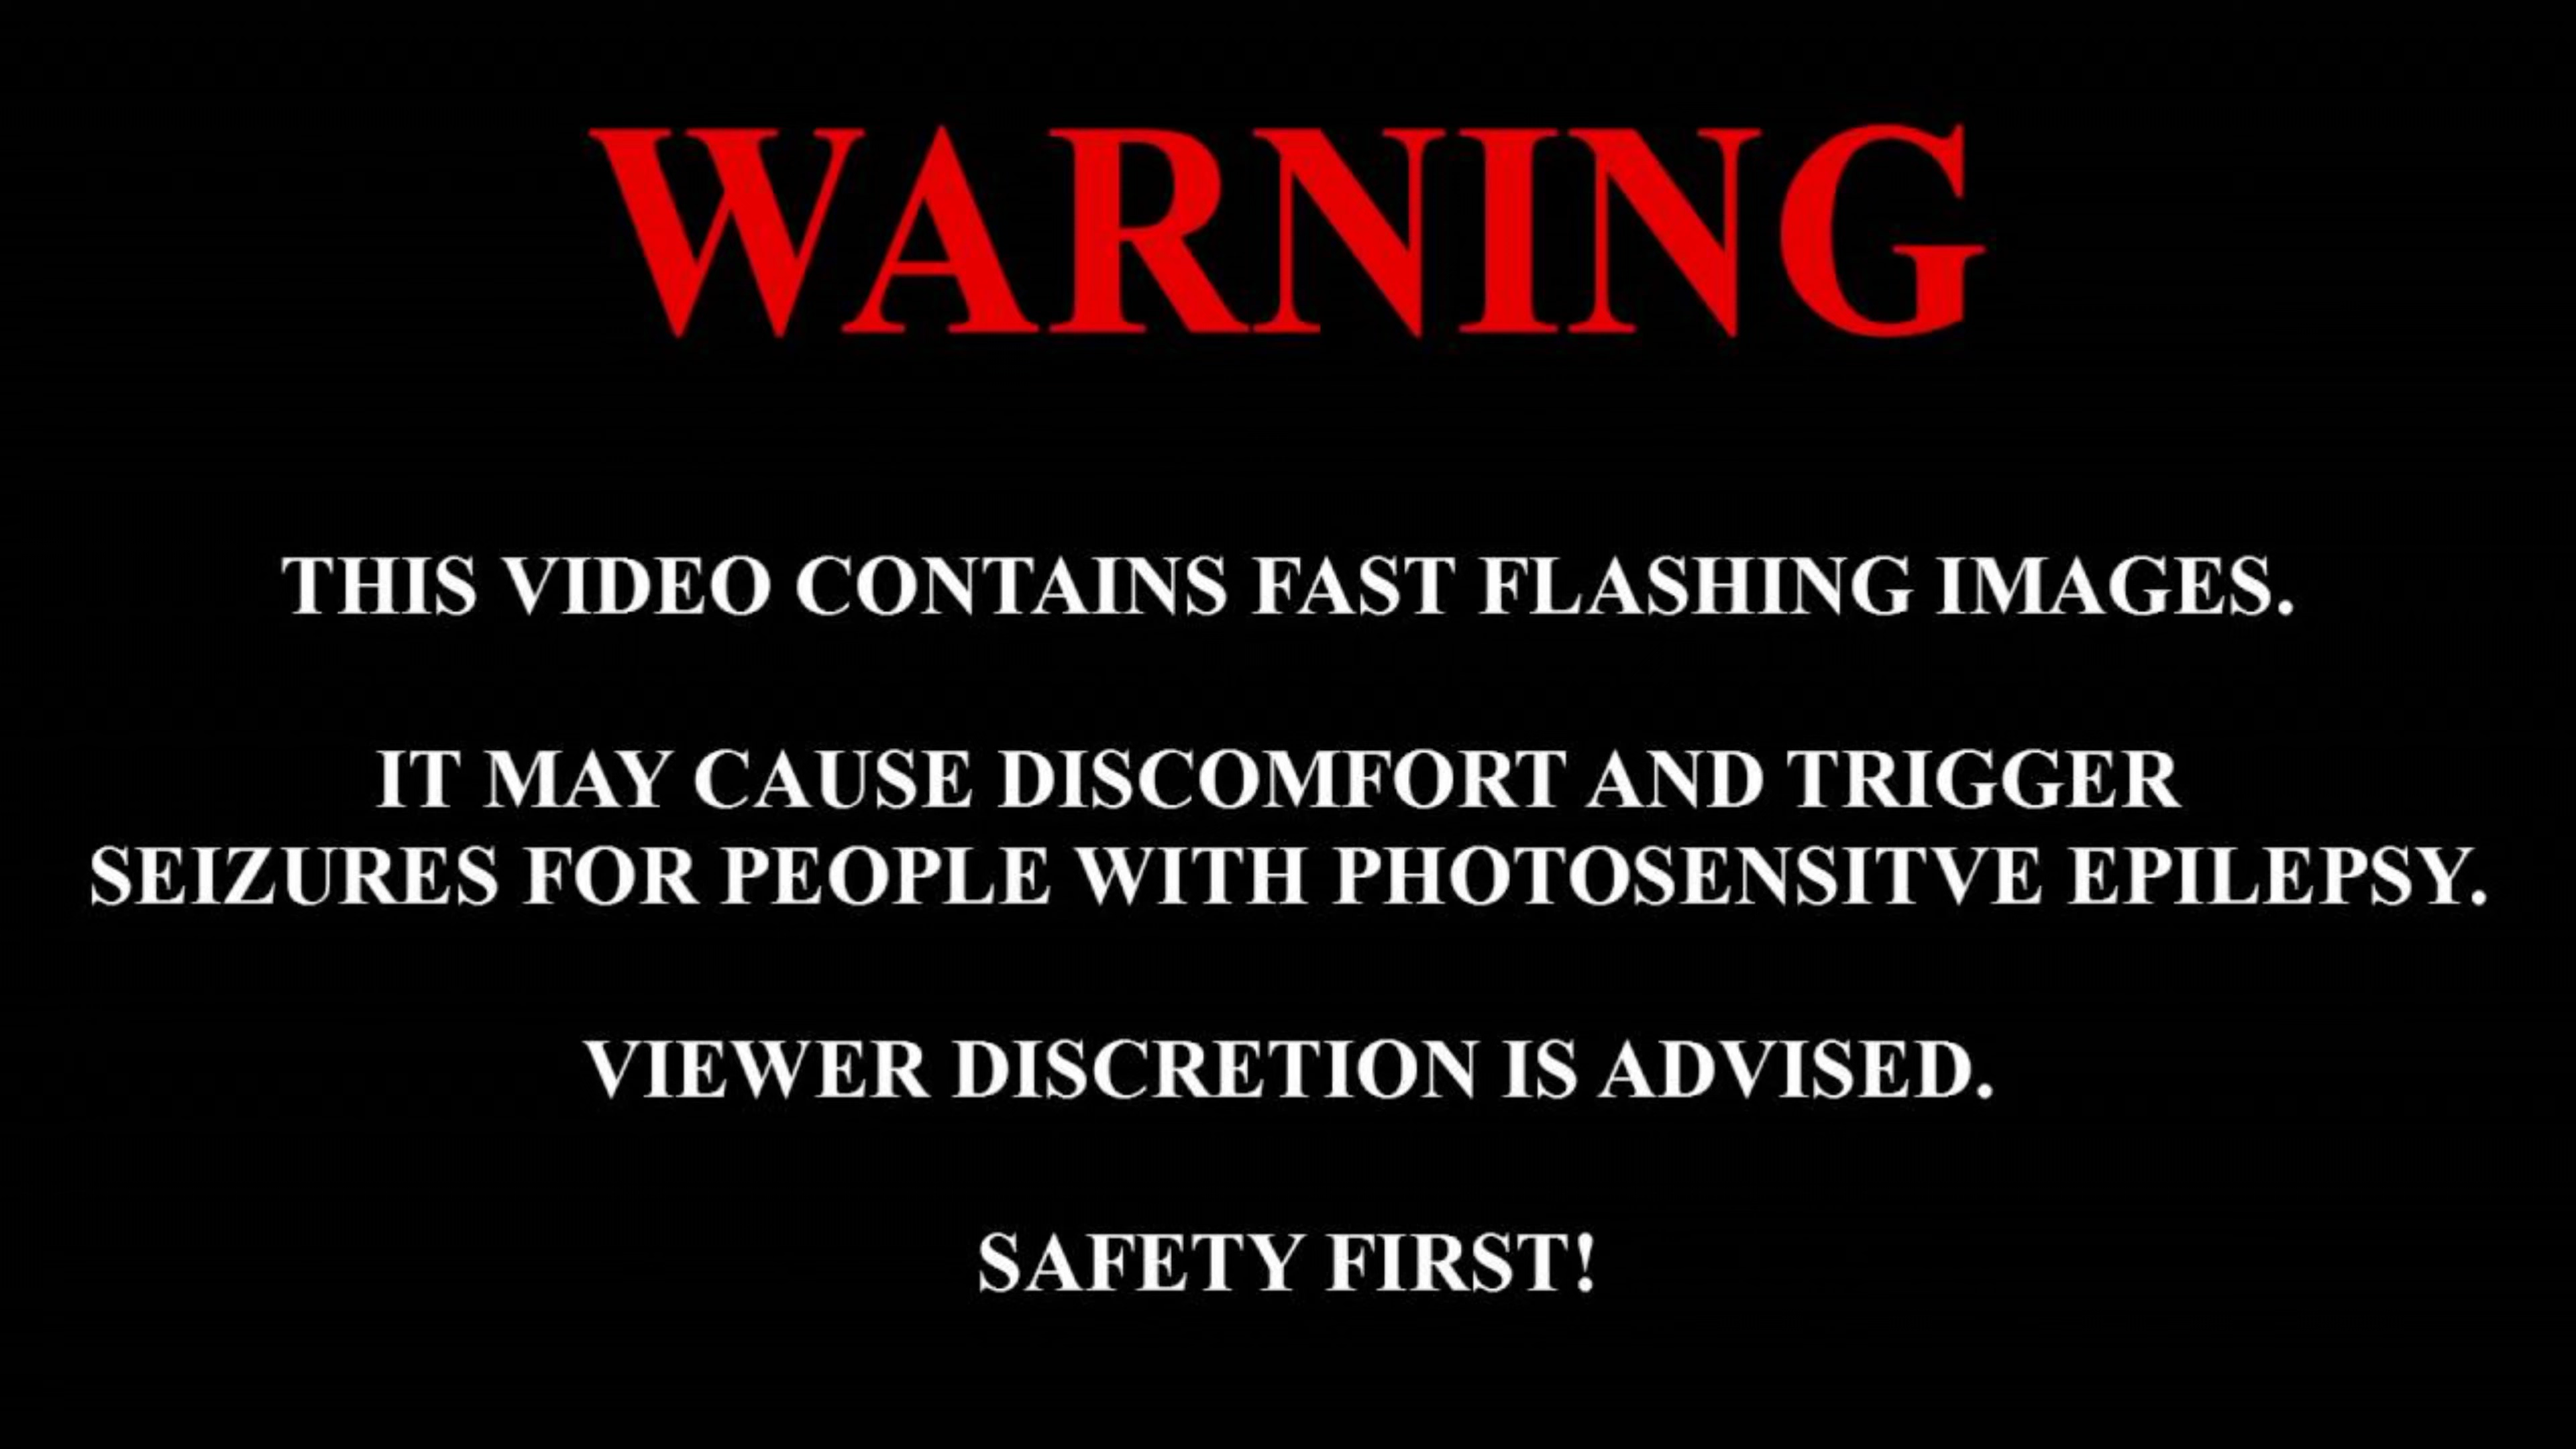 WARNING
THIS VIDEO CONTAINS FAST FLASHING IMAGES.
IT MAY CAUSE DISCOMFORT AND TRIGGER
SEIZURES FOR PEOPLE WITH PHOTOSENSITVE EPILEPSY.
VIEWER DISCRETION IS ADVISED.
SAFETY FIRST!